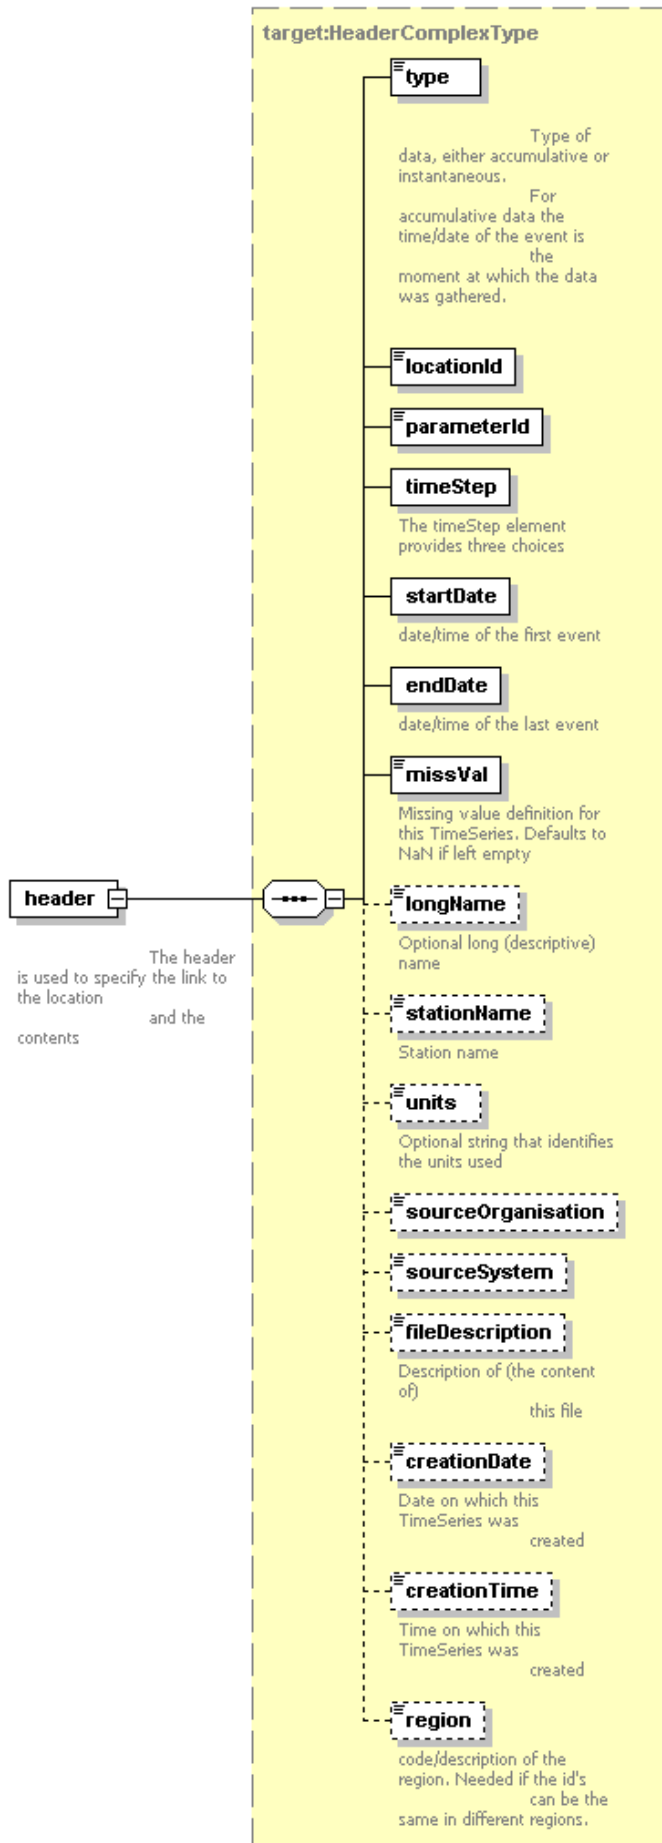 target:HeaderComplexType
type
Type of
data, either accumulative or
instantaneous.
For
accumulative data the
time/date of the event is
the
moment at which the data
was gathered.
locationId
parameterId
timeStep
The timeStep element
provides three choices
startDate
date/time of the first event
endDate
date/time of the last event
missVal
Missing value definition for
this TimeSeries. Defaults to
NaN if left empty
header
The header
is used to specify the link to
the location
and the
contents
longName
Optional long (descriptive)
name
stationName
Station name
units
Optional string that identifies
the units used
sourceOrganisation
sourceSystem
fileDescription
Description of (the content
of)
this file
creationDate
Date on which this
TimeSeries was
created
creationTime
Time on which this
TimeSeries was
created
region
code/description of the
region. Needed if the id's
can be the
same in different regions.